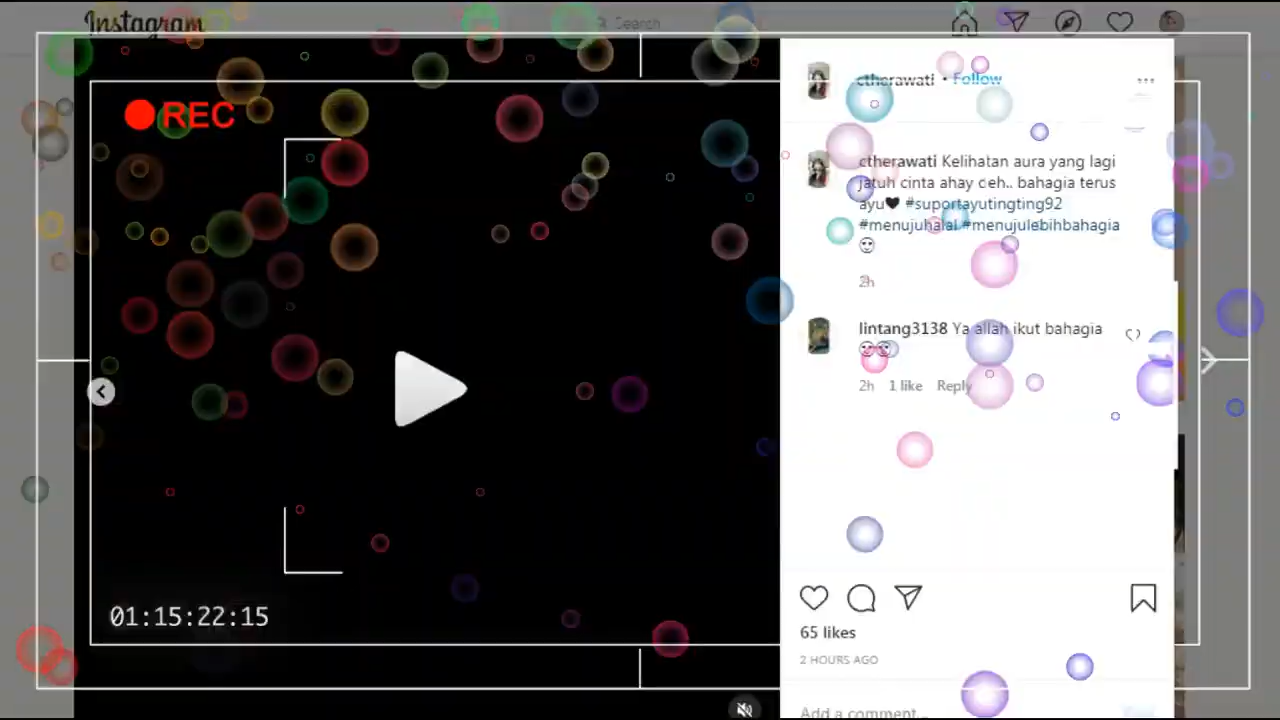 Instagram
Search
REC
ctherawati • Follow
ctherawati Kelihatan aura yang lagi
jatuh cinta ahay deh.. bahagia terus
ayu🖤 #suportayutingting92
#menujuhalal #menujulebihbahagia
2h
lintang3138 Ya allah ikut bahagia
2h 1 like Reply
01:15:22:15
65 likes
2 HOURS AGO
Add a comment...